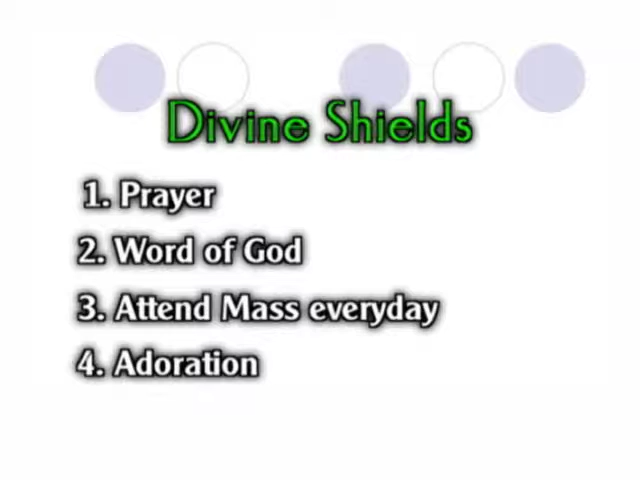 Divine Shields
1. Prayer
2. Word of God
3. Attend Mass everyday
4. Adoration